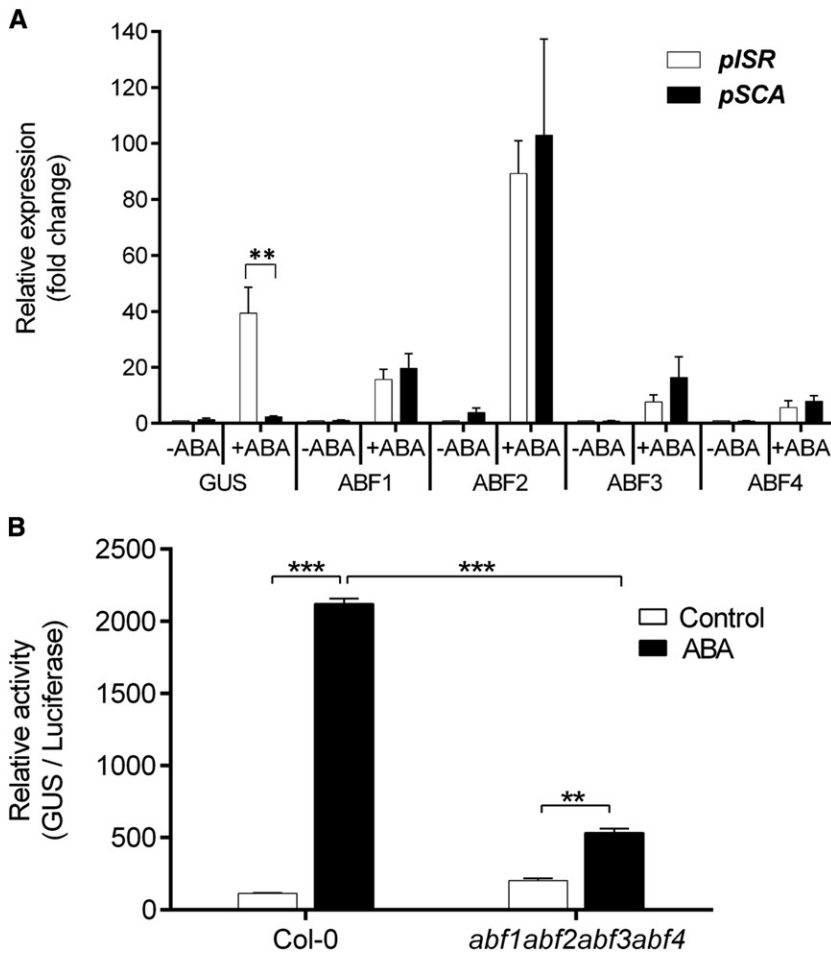 A
Relative expression
(fold change)
140
120
100
80
60
40
20
0
**
pISR
pSCA
-ABA +ABA -ABA +ABA -ABA +ABA -ABA +ABA -ABA +ABA
GUS ABF1 ABF2 ABF3 ABF4
B
Relative activity
(GUS / Luciferase)
2500
2000
1500
1000
500
0
*** ***
**
Control
ABA
Col-0 abf1abf2abf3abf4